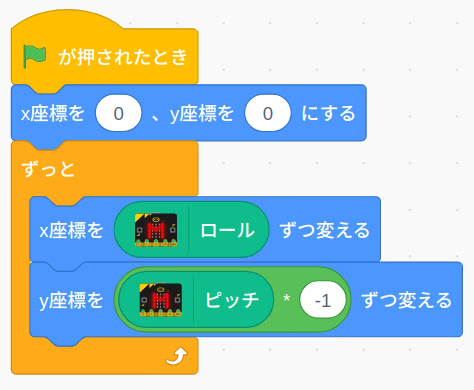 が押されたとき
x座標を 0 、y座標を 0 にする
ずっと
x座標を ロール ずつ変える
y座標を ピッチ * -1 ずつ変える